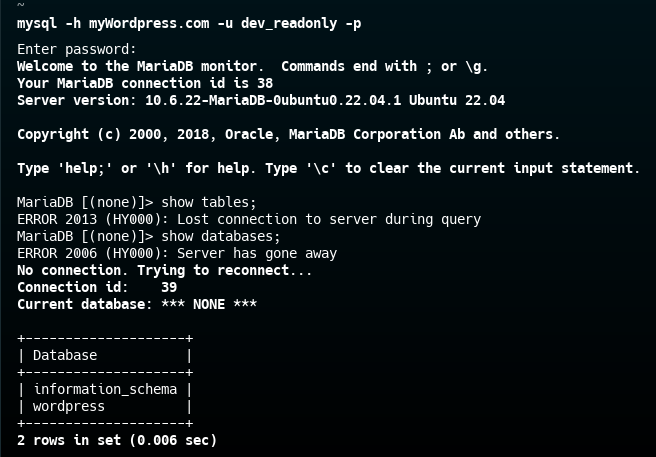 ~
mysql -h myWordpress.com -u dev_readonly -p
Enter password:
Welcome to the MariaDB monitor.  Commands end with ; or \g.
Your MariaDB connection id is 38
Server version: 10.6.22-MariaDB-0ubuntu0.22.04.1 Ubuntu 22.04

Copyright (c) 2000, 2018, Oracle, MariaDB Corporation Ab and others.

Type 'help;' or '\h' for help. Type '\c' to clear the current input statement.

MariaDB [(none)]> show tables;
ERROR 2013 (HY000): Lost connection to server during query
MariaDB [(none)]> show databases;
ERROR 2006 (HY000): Server has gone away
No connection. Trying to reconnect...
Connection id:    39
Current database: *** NONE ***

+--------------------+
| Database           |
+--------------------+
| information_schema |
| wordpress          |
+--------------------+
2 rows in set (0.006 sec)